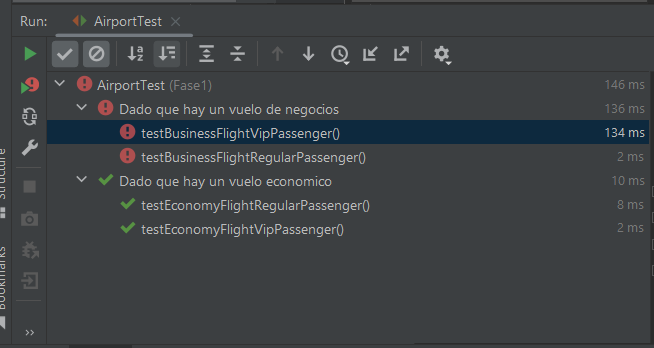 Run: AirportTest
AirportTest (Fase1) 146 ms
Dado que hay un vuelo de negocios 136 ms
testBusinessFlightVipPassenger() 134 ms
testBusinessFlightRegularPassenger() 2 ms
Dado que hay un vuelo economico 10 ms
testEconomyFlightRegularPassenger() 8 ms
testEconomyFlightVipPassenger() 2 ms
Structure
Bookmarks